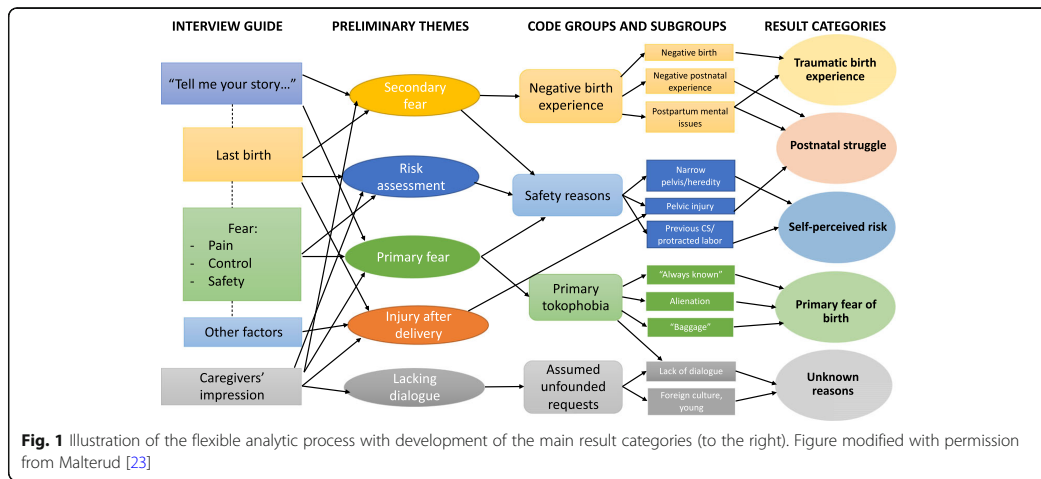 INTERVIEW GUIDE
PRELIMINARY THEMES
CODE GROUPS AND SUBGROUPS
RESULT CATEGORIES
“Tell me your story…”
Last birth
Fear:
- Pain
- Control
- Safety
Other factors
Caregivers’
impression
Secondary
fear
Risk
assessment
Primary fear
Injury after
delivery
Lacking
dialogue
Negative birth
experience
Safety reasons
Primary
tokophobia
Assumed
unfounded
requests
Negative birth
Negative postnatal
experience
Postpartum mental
issues
Narrow
pelvis/heredity
Pelvic injury
Previous CS/
protracted labor
“Always known”
Alienation
“Baggage”
Lack of dialogue
Foreign culture,
young
Traumatic birth
experience
Postnatal struggle
Self-perceived risk
Primary fear of
birth
Unknown
reasons
Fig. 1 Illustration of the flexible analytic process with development of the main result categories (to the right). Figure modified with permission
from Malterud [23]